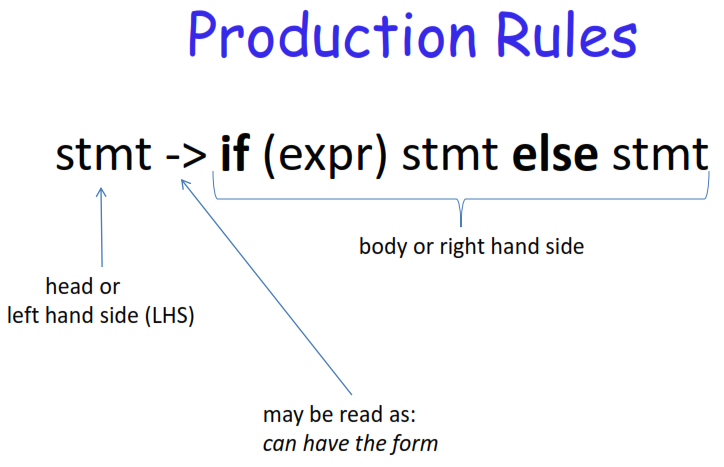 Production Rules
stmt -> if (expr) stmt else stmt
body or right hand side
head or
left hand side (LHS)
may be read as:
can have the form